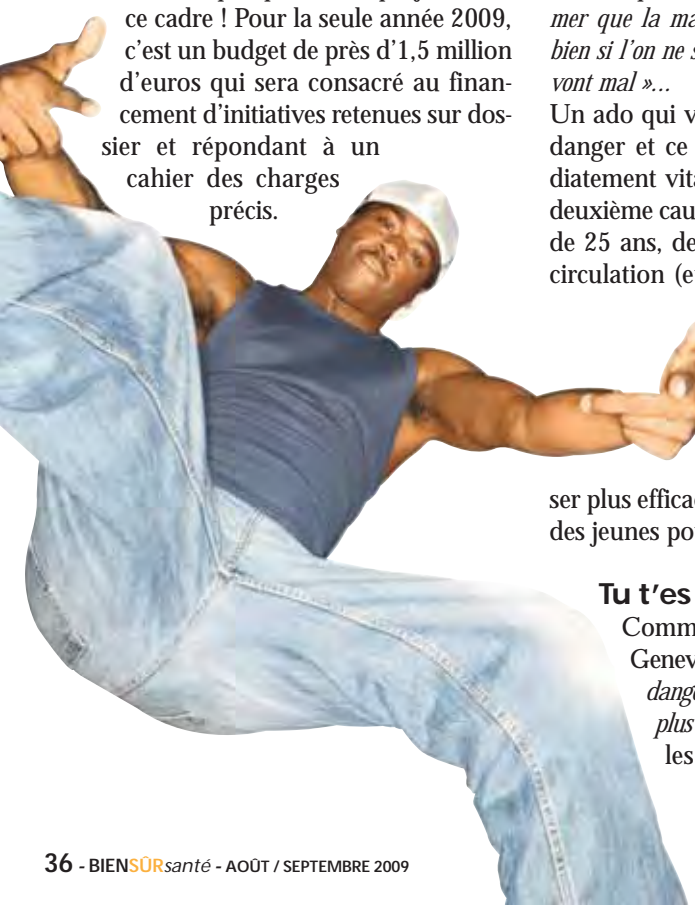 ce cadre ! Pour la seule année 2009,
c'est un budget de près d'1,5 million
d'euros qui sera consacré au finan-
cement d'initiatives retenues sur dos-
sier et répondant à un
cahier des charges
précis.
mer que la ma
bien si l'on ne s
vont mal »...
Un ado qui v
danger et ce
diatement vita
deuxième cau
de 25 ans, de
circulation (e
ser plus effica
des jeunes po
Tu t'es
Comm
Genev
dange
plus
les
36 - BIENSÛRsanté - AOÛT / SEPTEMBRE 2009